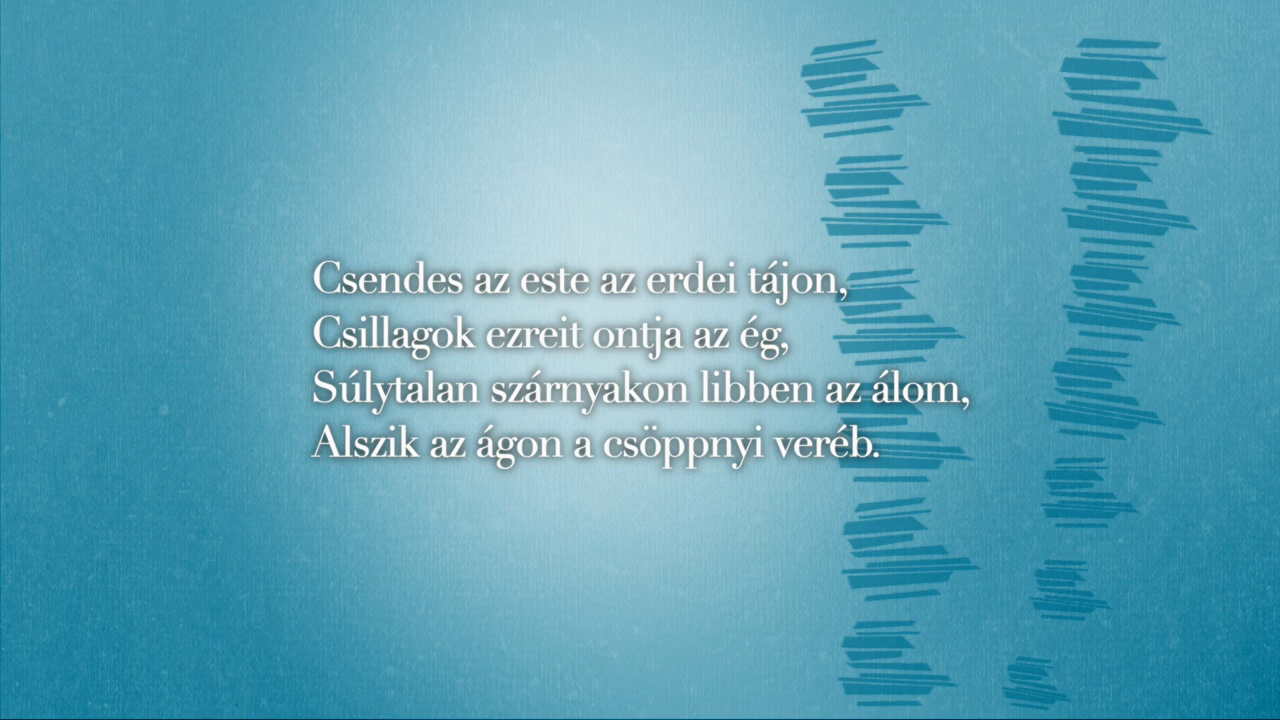 Csendes az este az erdei tájon,
Csillagok ezreit ontja az ég,
Súlytalan szárnyakon libben az álom,
Alszik az ágon a csöppnyi veréb.